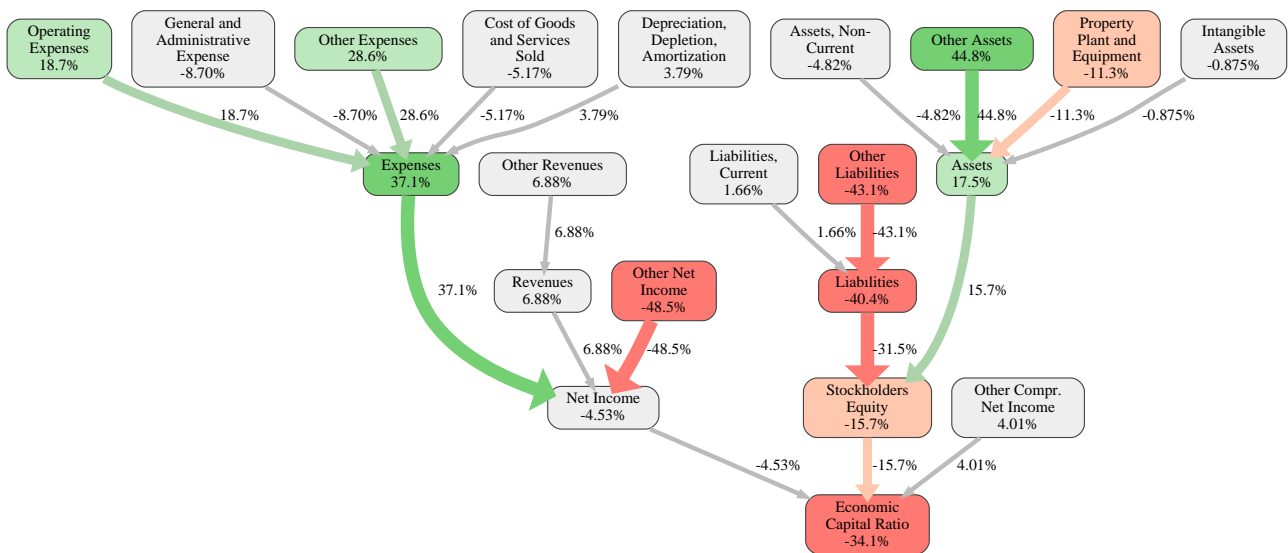 Operating
Expenses
18.7%
General and
Administrative
Expense
-8.70%
Other Expenses
28.6%
Cost of Goods
and Services
Sold
-5.17%
Depreciation,
Depletion,
Amortization
3.79%
Assets, Non-
Current
-4.82%
Other Assets
44.8%
Property
Plant and
Equipment
-11.3%
Intangible
Assets
-0.875%
18.7%
-8.70%
28.6%
-5.17%
3.79%
-4.82%
44.8%
-11.3%
-0.875%
Expenses
37.1%
Other Revenues
6.88%
Liabilities,
Current
1.66%
Other
Liabilities
-43.1%
Assets
17.5%
6.88%
1.66%
-43.1%
37.1%
Revenues
6.88%
Other Net
Income
-48.5%
Liabilities
-40.4%
15.7%
6.88%
-48.5%
-31.5%
Net Income
-4.53%
Stockholders
Equity
-15.7%
Other Compr.
Net Income
4.01%
-4.53%
-15.7%
4.01%
Economic
Capital Ratio
-34.1%